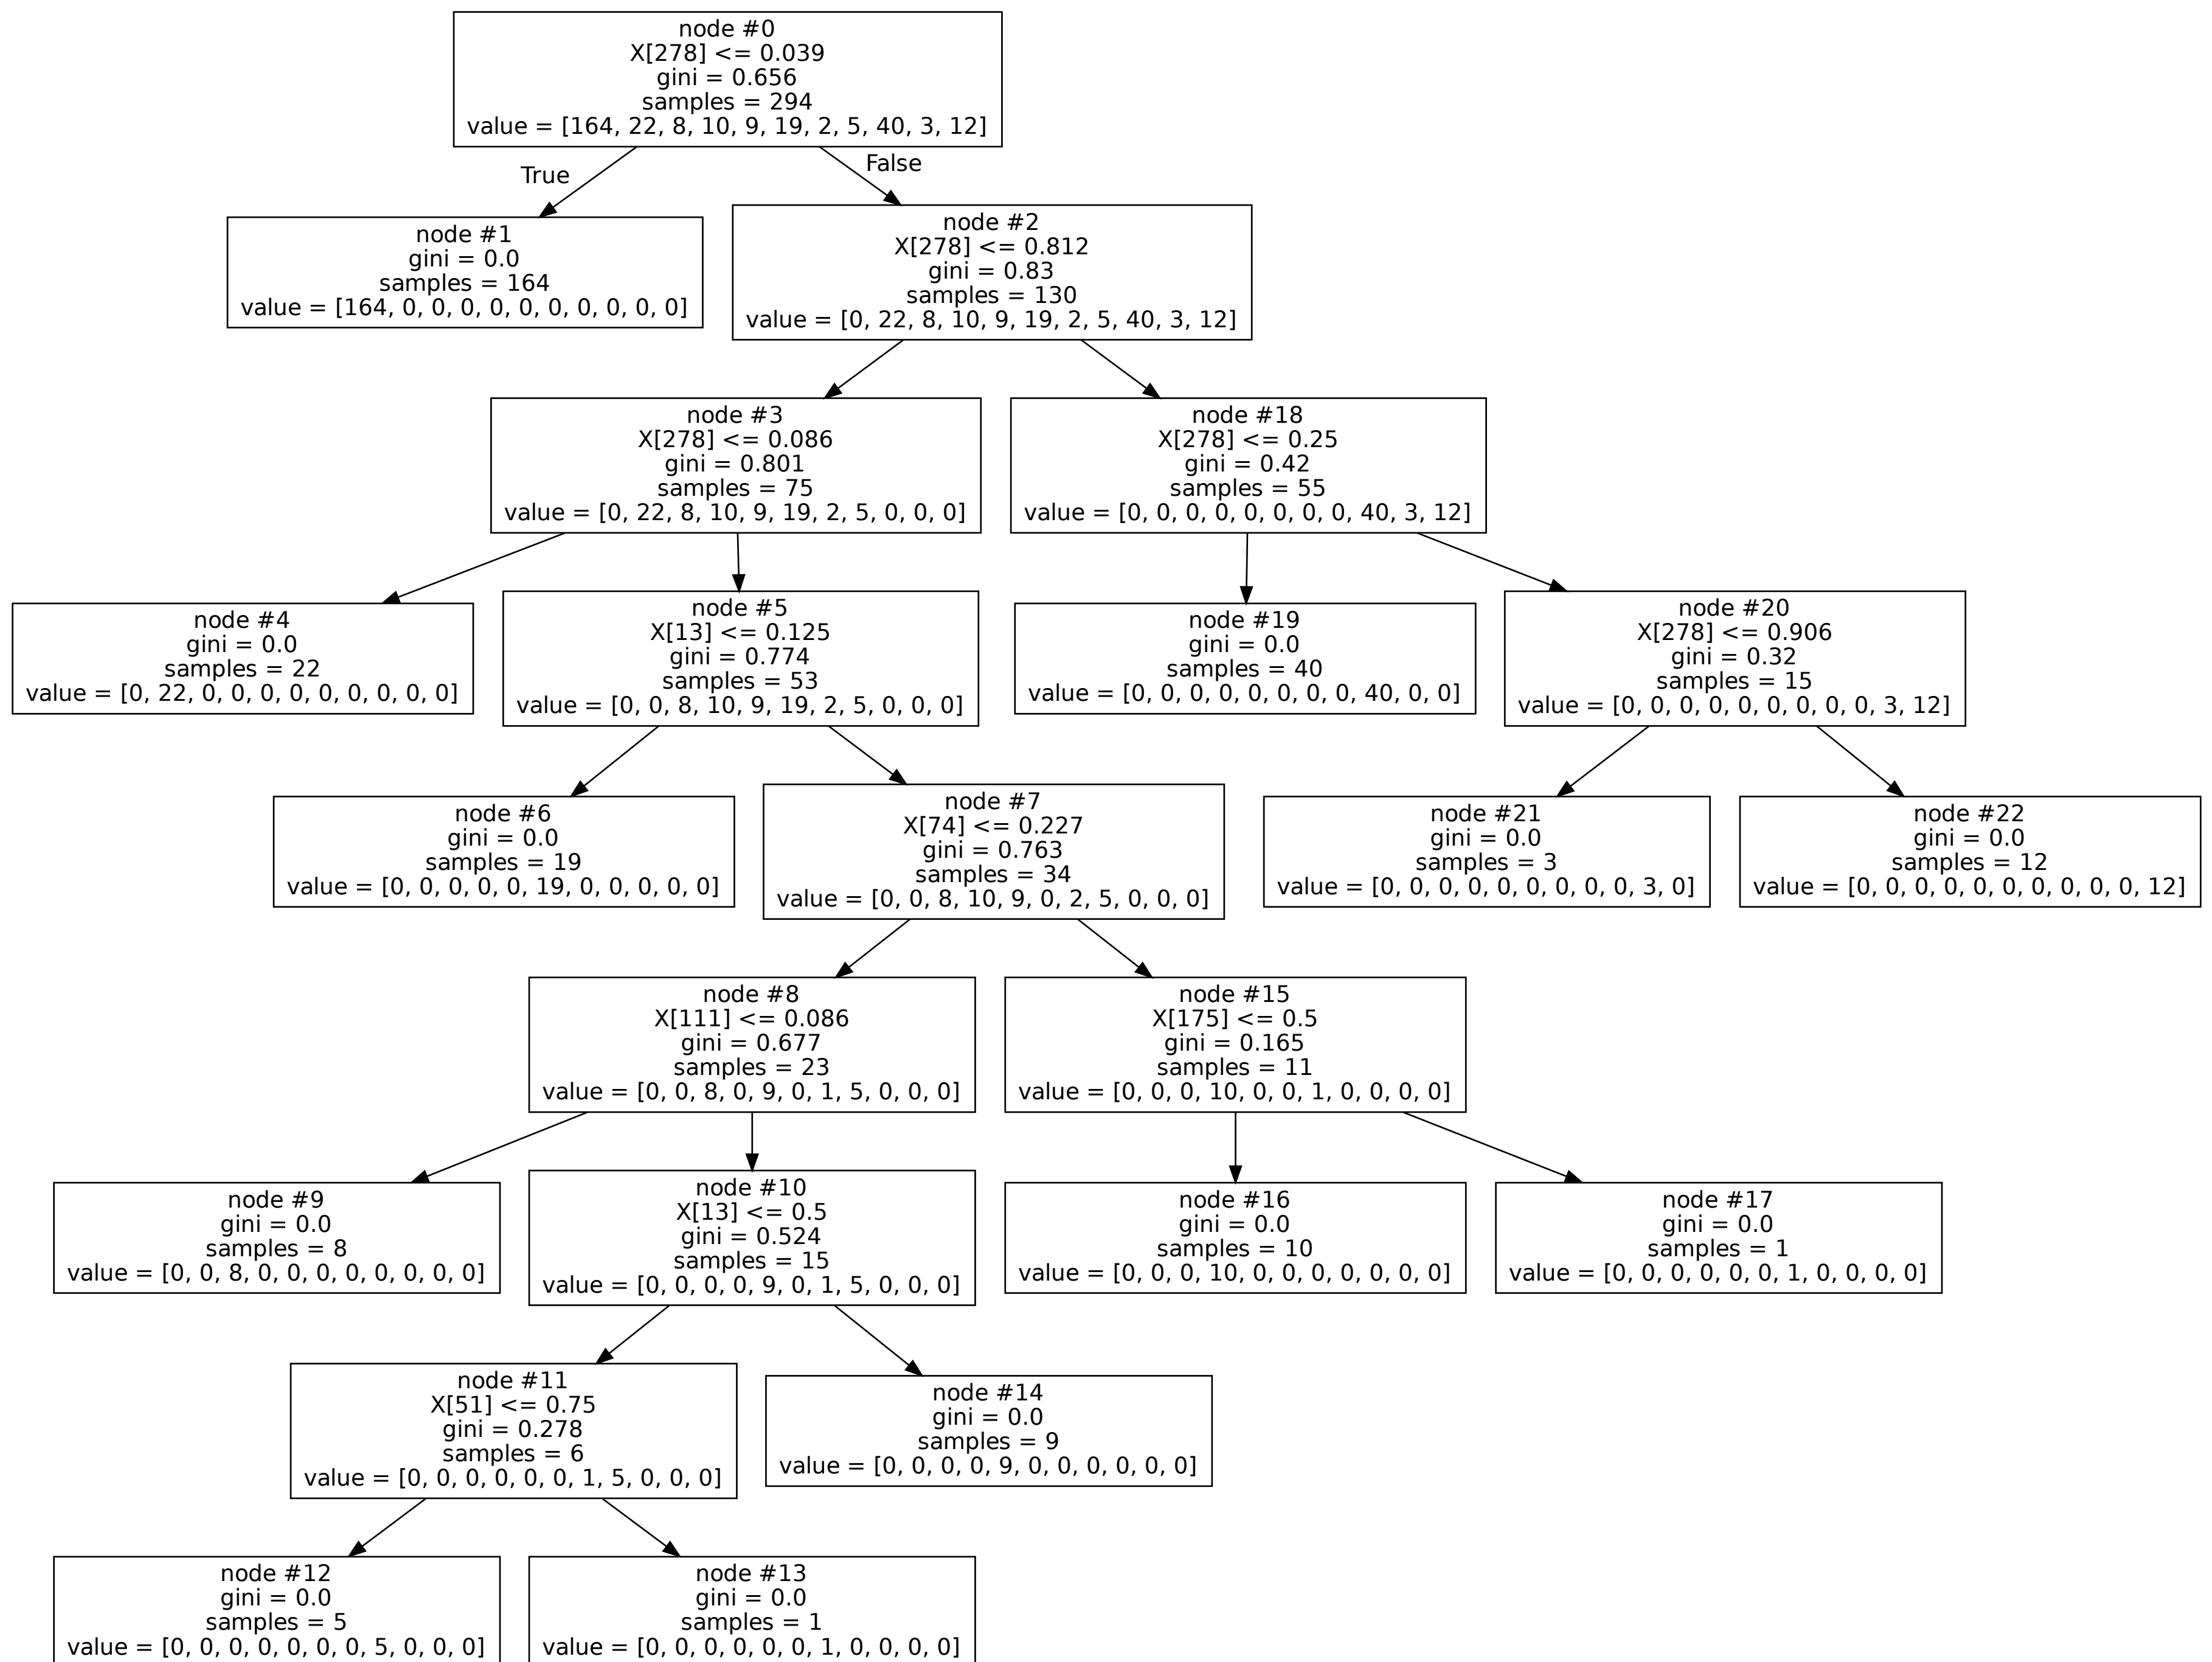 node #0
X[278] <= 0.039
gini = 0.656
samples = 294
value = [164, 22, 8, 10, 9, 19, 2, 5, 40, 3, 12]
True
False
node #1
gini = 0.0
samples = 164
value = [164, 0, 0, 0, 0, 0, 0, 0, 0, 0, 0]
node #2
X[278] <= 0.812
gini = 0.83
samples = 130
value = [0, 22, 8, 10, 9, 19, 2, 5, 40, 3, 12]
node #3
X[278] <= 0.086
gini = 0.801
samples = 75
value = [0, 22, 8, 10, 9, 19, 2, 5, 0, 0, 0]
node #18
X[278] <= 0.25
gini = 0.42
samples = 55
value = [0, 0, 0, 0, 0, 0, 0, 0, 40, 3, 12]
node #4
gini = 0.0
samples = 22
value = [0, 22, 0, 0, 0, 0, 0, 0, 0, 0, 0]
node #5
X[13] <= 0.125
gini = 0.774
samples = 53
value = [0, 0, 8, 10, 9, 19, 2, 5, 0, 0, 0]
node #19
gini = 0.0
samples = 40
value = [0, 0, 0, 0, 0, 0, 0, 0, 40, 0, 0]
node #20
X[278] <= 0.906
gini = 0.32
samples = 15
value = [0, 0, 0, 0, 0, 0, 0, 0, 0, 3, 12]
node #6
gini = 0.0
samples = 19
value = [0, 0, 0, 0, 0, 19, 0, 0, 0, 0, 0]
node #7
X[74] <= 0.227
gini = 0.763
samples = 34
value = [0, 0, 8, 10, 9, 0, 2, 5, 0, 0, 0]
node #21
gini = 0.0
samples = 3
value = [0, 0, 0, 0, 0, 0, 0, 0, 0, 3, 0]
node #22
gini = 0.0
samples = 12
value = [0, 0, 0, 0, 0, 0, 0, 0, 0, 0, 12]
node #8
X[111] <= 0.086
gini = 0.677
samples = 23
value = [0, 0, 8, 0, 9, 0, 1, 5, 0, 0, 0]
node #15
X[175] <= 0.5
gini = 0.165
samples = 11
value = [0, 0, 0, 10, 0, 0, 1, 0, 0, 0, 0]
node #9
gini = 0.0
samples = 8
value = [0, 0, 8, 0, 0, 0, 0, 0, 0, 0, 0]
node #10
X[13] <= 0.5
gini = 0.524
samples = 15
value = [0, 0, 0, 0, 9, 0, 1, 5, 0, 0, 0]
node #16
gini = 0.0
samples = 10
value = [0, 0, 0, 10, 0, 0, 0, 0, 0, 0, 0]
node #17
gini = 0.0
samples = 1
value = [0, 0, 0, 0, 0, 0, 1, 0, 0, 0, 0]
node #11
X[51] <= 0.75
gini = 0.278
samples = 6
value = [0, 0, 0, 0, 0, 0, 1, 5, 0, 0, 0]
node #14
gini = 0.0
samples = 9
value = [0, 0, 0, 0, 9, 0, 0, 0, 0, 0, 0]
node #12
gini = 0.0
samples = 5
value = [0, 0, 0, 0, 0, 0, 0, 5, 0, 0, 0]
node #13
gini = 0.0
samples = 1
value = [0, 0, 0, 0, 0, 0, 1, 0, 0, 0, 0]